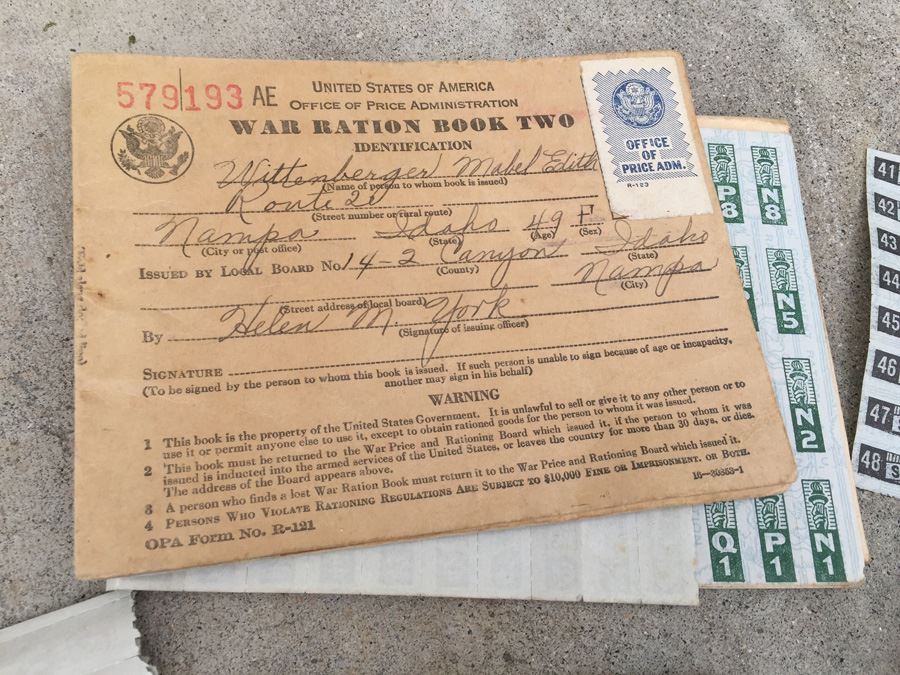 579193 AE
UNITED STATES OF AMERICA
OFFICE OF PRICE ADMINISTRATION
WAR RATION BOOK TWO
IDENTIFICATION
OFFICE
OF
PRICE ADM.
R-123
Wittenberger Mabel Edith
(Name of person to whom book is issued)
Route 2
(Street number or rural route)
Nampa Idaho 49 F
(City or post office) (State) (Age) (Sex)
ISSUED BY LOCAL BOARD No. 14-2 Canyon Idaho
(County) (State)
Nampa
(Street address of local board) (City)
By Helen M. York
(Signature of issuing officer)
SIGNATURE
(To be signed by the person to whom this book is issued. If such person is unable to sign because of age or incapacity,
another may sign in his behalf)
WARNING
1 This book is the property of the United States Government. It is unlawful to sell or give it to any other person or to
use it or permit anyone else to use it, except to obtain rationed goods for the person to whom it was issued.
2 This book must be returned to the War Price and Rationing Board which issued it, if the person to whom it was
issued is inducted into the armed services of the United States, or leaves the country for more than 30 days, or dies.
The address of the Board appears above.
3 A person who finds a lost War Ration Book must return it to the War Price and Rationing Board which issued it.
4 PERSONS WHO VIOLATE RATIONING REGULATIONS ARE SUBJECT TO $10,000 FINE OR IMPRISONMENT, OR BOTH.
OPA Form No. R-121
P8 N8
N5
N2
Q1 P1 N1
41
42
43
44
45
46
47
48